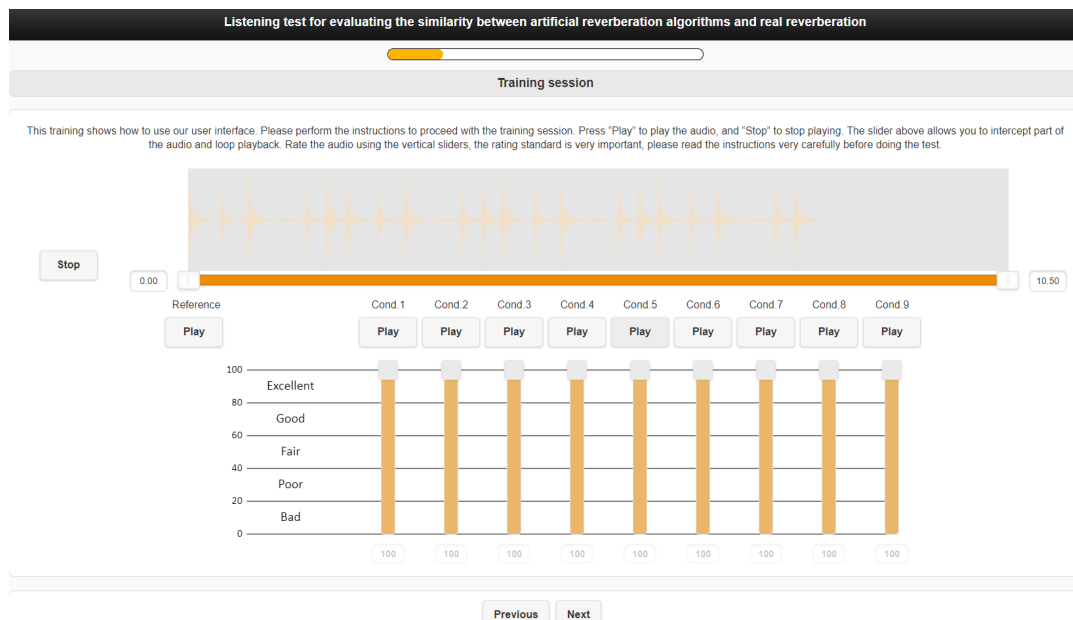 Listening test for evaluating the similarity between artificial reverberation algorithms and real reverberation
Training session
This training shows how to use our user interface. Please perform the instructions to proceed with the training session. Press "Play" to play the audio, and "Stop" to stop playing. The slider above allows you to intercept part of
the audio and loop playback. Rate the audio using the vertical sliders, the rating standard is very important, please read the instructions very carefully before doing the test.
Stop
0.00 10.50
Reference Cond.1 Cond.2 Cond.3 Cond.4 Cond.5 Cond.6 Cond.7 Cond.8 Cond.9
Play Play Play Play Play Play Play Play Play Play
100
Excellent
80
Good
60
Fair
40
Poor
20
Bad
0
100 100 100 100 100 100 100 100 100
Previous Next